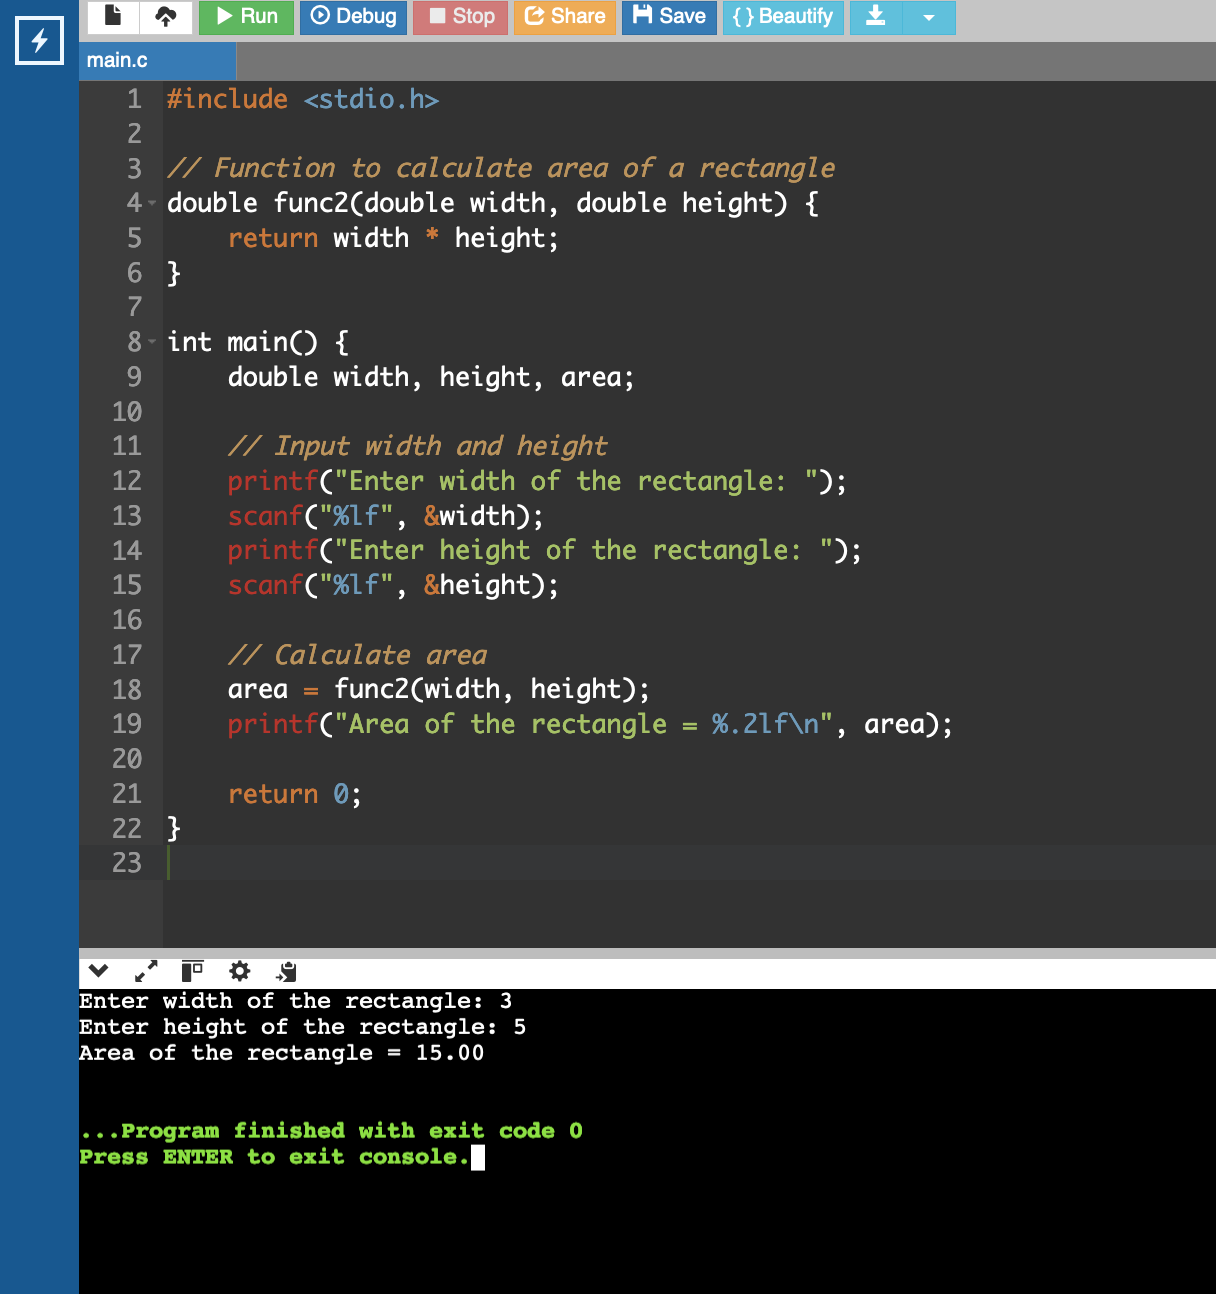 Run Debug Stop Share Save {} Beautify
main.c
1 #include <stdio.h>
2
3 // Function to calculate area of a rectangle
4 double func2(double width, double height) {
5     return width * height;
6 }
7
8 int main() {
9     double width, height, area;
10
11     // Input width and height
12     printf("Enter width of the rectangle: ");
13     scanf("%lf", &width);
14     printf("Enter height of the rectangle: ");
15     scanf("%lf", &height);
16
17     // Calculate area
18     area = func2(width, height);
19     printf("Area of the rectangle = %.2lf\n", area);
20
21     return 0;
22 }
23
Enter width of the rectangle: 3
Enter height of the rectangle: 5
Area of the rectangle = 15.00
...Program finished with exit code 0
Press ENTER to exit console.